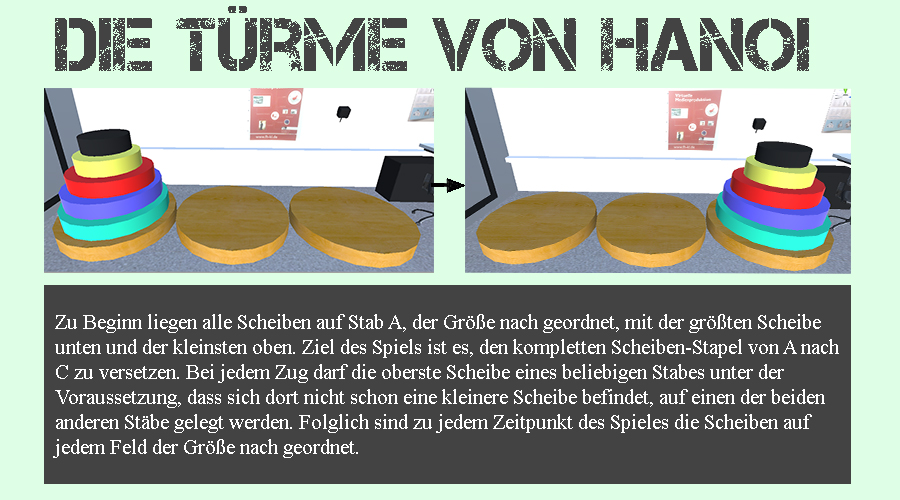 DIE TÜRME VON HANOI
Virtuelle
Medienproduktion
Zu Beginn liegen alle Scheiben auf Stab A, der Größe nach geordnet, mit der größten Scheibe
unten und der kleinsten oben. Ziel des Spiels ist es, den kompletten Scheiben-Stapel von A nach
C zu versetzen. Bei jedem Zug darf die oberste Scheibe eines beliebigen Stabes unter der
Voraussetzung, dass sich dort nicht schon eine kleinere Scheibe befindet, auf einen der beiden
anderen Stäbe gelegt werden. Folglich sind zu jedem Zeitpunkt des Spieles die Scheiben auf
jedem Feld der Größe nach geordnet.